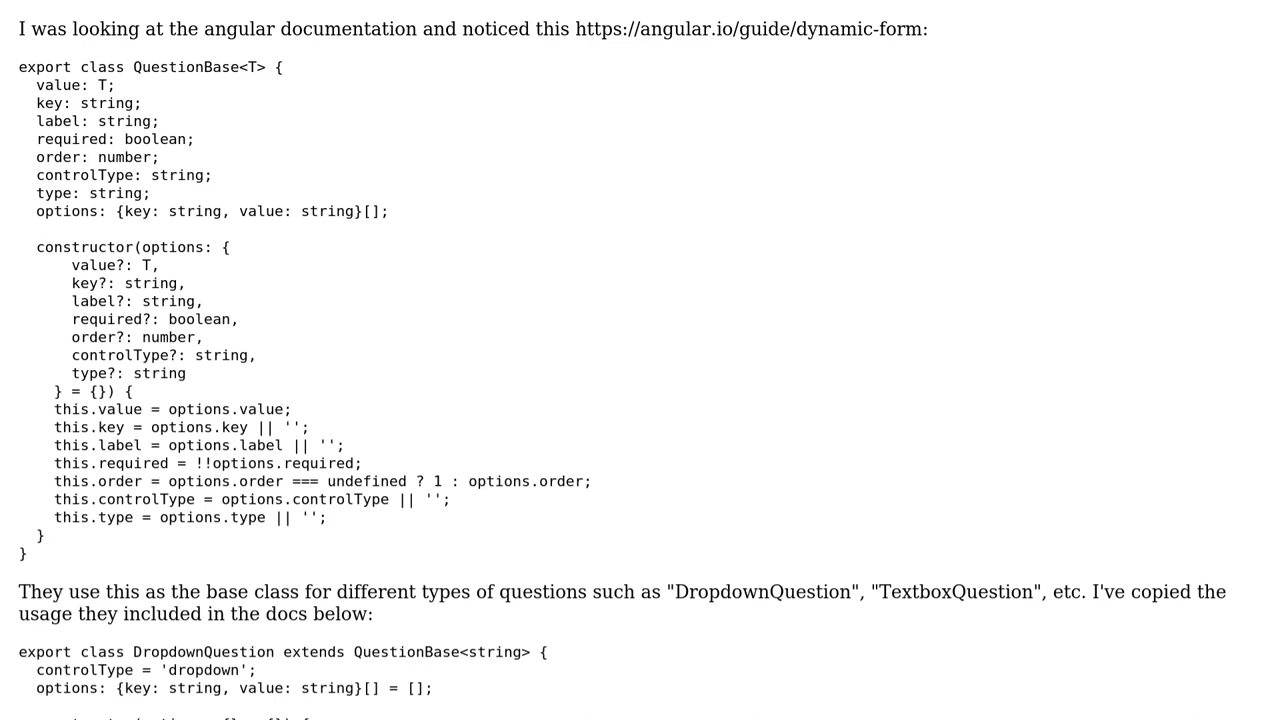 I was looking at the angular documentation and noticed this https://angular.io/guide/dynamic-form:
export class QuestionBase<T> {
  value: T;
  key: string;
  label: string;
  required: boolean;
  order: number;
  controlType: string;
  type: string;
  options: {key: string, value: string}[];

  constructor(options: {
      value?: T,
      key?: string,
      label?: string,
      required?: boolean,
      order?: number,
      controlType?: string,
      type?: string
    } = {}) {
    this.value = options.value;
    this.key = options.key || '';
    this.label = options.label || '';
    this.required = !!options.required;
    this.order = options.order === undefined ? 1 : options.order;
    this.controlType = options.controlType || '';
    this.type = options.type || '';
  }
}
They use this as the base class for different types of questions such as "DropdownQuestion", "TextboxQuestion", etc. I've copied the
usage they included in the docs below:
export class DropdownQuestion extends QuestionBase<string> {
  controlType = 'dropdown';
  options: {key: string, value: string}[] = [];